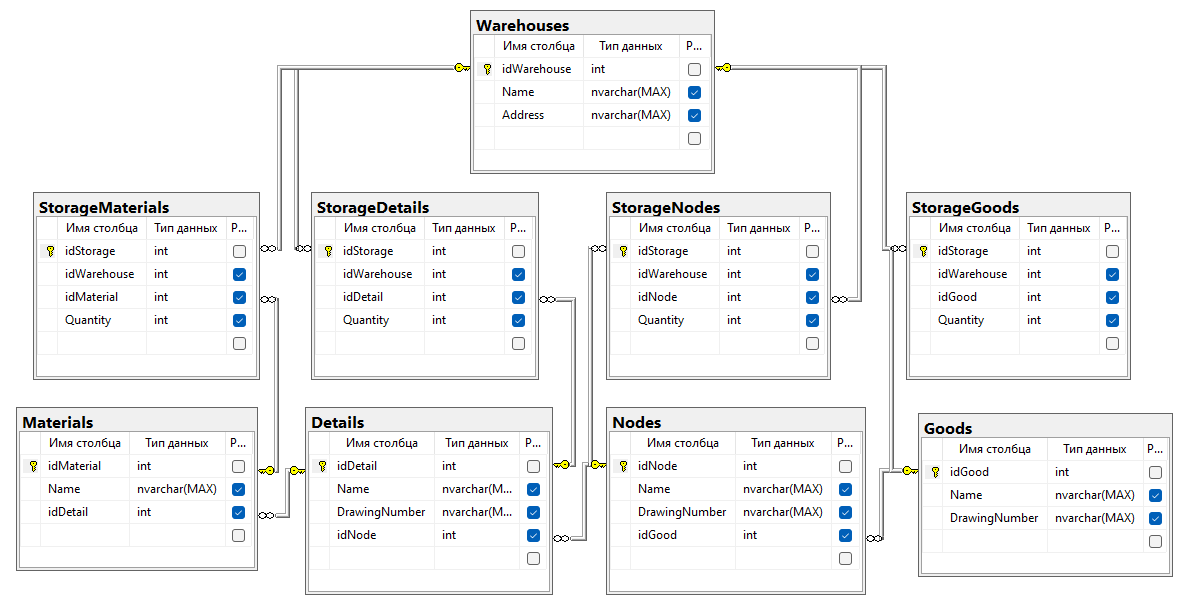 Warehouses
Имя столбца Тип данных Р...
idWarehouse int
Name nvarchar(MAX)
Address nvarchar(MAX)
StorageMaterials
Имя столбца Тип данных Р...
idStorage int
idWarehouse int
idMaterial int
Quantity int
StorageDetails
Имя столбца Тип данных Р...
idStorage int
idWarehouse int
idDetail int
Quantity int
StorageNodes
Имя столбца Тип данных Р...
idStorage int
idWarehouse int
idNode int
Quantity int
StorageGoods
Имя столбца Тип данных Р...
idStorage int
idWarehouse int
idGood int
Quantity int
Materials
Имя столбца Тип данных Р...
idMaterial int
Name nvarchar(MAX)
idDetail int
Details
Имя столбца Тип данных Р...
idDetail int
Name nvarchar(M...
DrawingNumber nvarchar(M...
idNode int
Nodes
Имя столбца Тип данных Р...
idNode int
Name nvarchar(MAX)
DrawingNumber nvarchar(MAX)
idGood int
Goods
Имя столбца Тип данных Р...
idGood int
Name nvarchar(MAX)
DrawingNumber nvarchar(MAX)